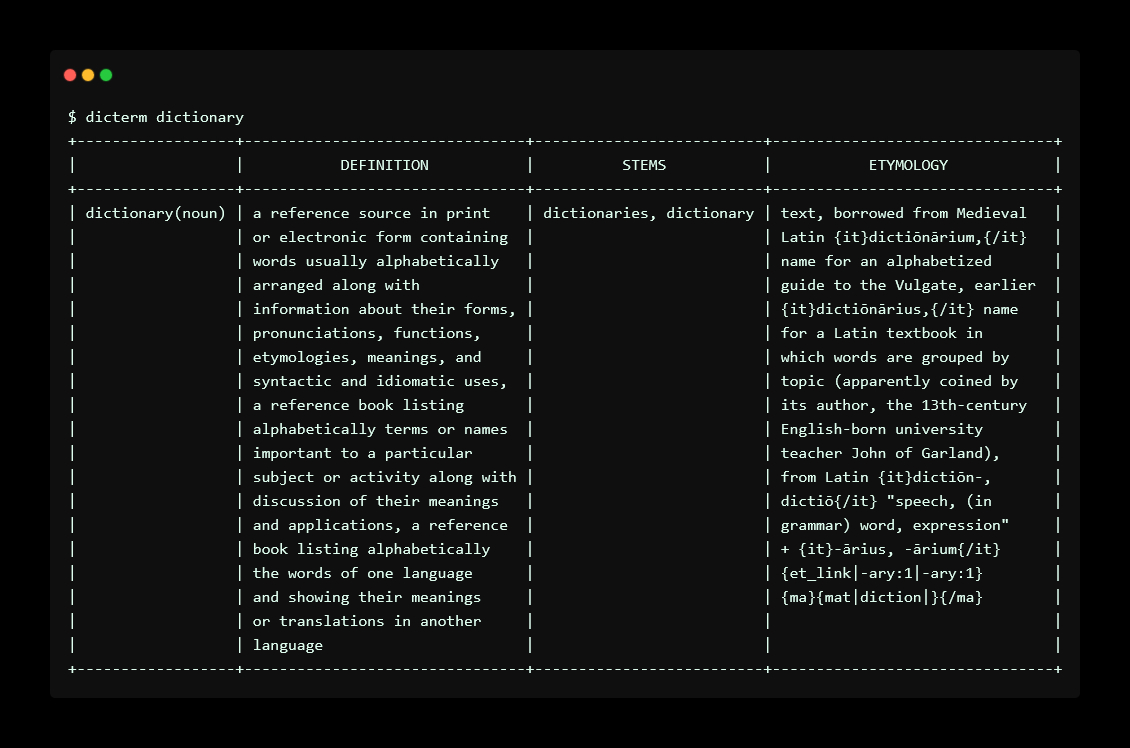 $ dicterm dictionary
+------------------+--------------------------------+--------------------------+--------------------------------+
|                  |           DEFINITION           |          STEMS           |           ETYMOLOGY            |
+------------------+--------------------------------+--------------------------+--------------------------------+
| dictionary(noun) | a reference source in print    | dictionaries, dictionary | text, borrowed from Medieval   |
|                  | or electronic form containing  |                          | Latin {it}dictiōnārium,{/it}   |
|                  | words usually alphabetically   |                          | name for an alphabetized       |
|                  | arranged along with            |                          | guide to the Vulgate, earlier  |
|                  | information about their forms, |                          | {it}dictiōnārius,{/it} name    |
|                  | pronunciations, functions,     |                          | for a Latin textbook in        |
|                  | etymologies, meanings, and     |                          | which words are grouped by     |
|                  | syntactic and idiomatic uses,  |                          | topic (apparently coined by    |
|                  | a reference book listing       |                          | its author, the 13th-century   |
|                  | alphabetically terms or names  |                          | English-born university        |
|                  | important to a particular      |                          | teacher John of Garland),      |
|                  | subject or activity along with |                          | from Latin {it}dictiōn-,       |
|                  | discussion of their meanings   |                          | dictiō{/it} "speech, (in       |
|                  | and applications, a reference  |                          | grammar) word, expression"     |
|                  | book listing alphabetically    |                          | + {it}-ārius, -ārium{/it}      |
|                  | the words of one language      |                          | {et_link|-ary:1|-ary:1}        |
|                  | and showing their meanings     |                          | {ma}{mat|diction|}{/ma}        |
|                  | or translations in another     |                          |                                |
|                  | language                       |                          |                                |
+------------------+--------------------------------+--------------------------+--------------------------------+